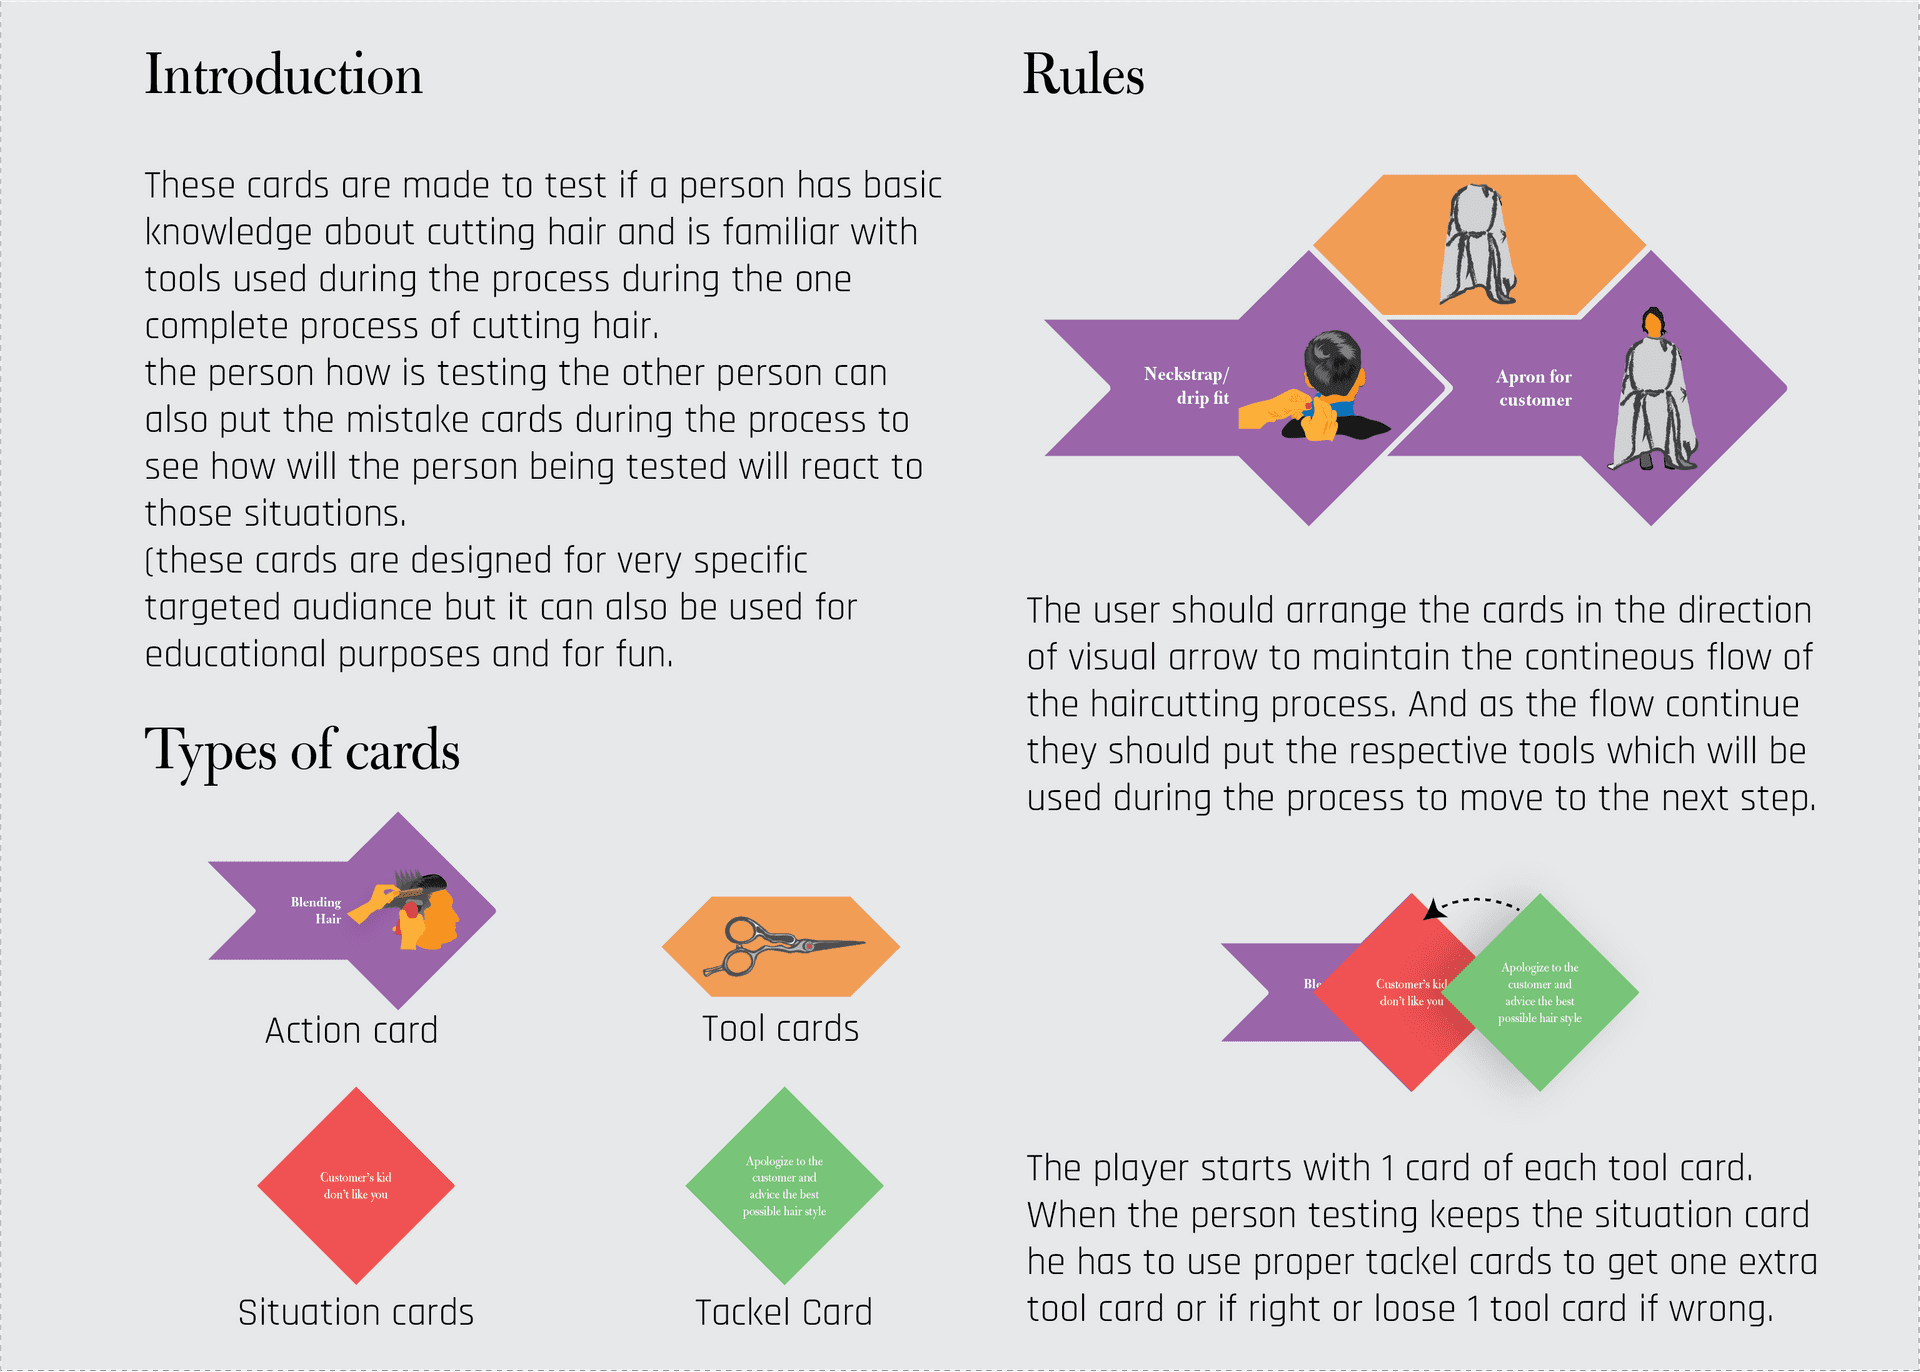 Introduction
These cards are made to test if a person has basic
knowledge about cutting hair and is familiar with
tools used during the process during the one
complete process of cutting hair.
the person how is testing the other person can
also put the mistake cards during the process to
see how will the person being tested will react to
those situations.
(these cards are designed for very specific
targeted audiance but it can also be used for
educational purposes and for fun.
Types of cards
Blending
Hair
Action card
Tool cards
Customer's kid
don't like you
Situation cards
Apologize to the
customer and
advice the best
possible hair style
Tackel Card
Rules
Neckstrap/
drip fit
Apron for
customer
The user should arrange the cards in the direction
of visual arrow to maintain the contineous flow of
the haircutting process. And as the flow continue
they should put the respective tools which will be
used during the process to move to the next step.
Ble
Customer's kid
don't like you
Apologize to the
customer and
advice the best
possible hair style
The player starts with 1 card of each tool card.
When the person testing keeps the situation card
he has to use proper tackel cards to get one extra
tool card or if right or loose 1 tool card if wrong.